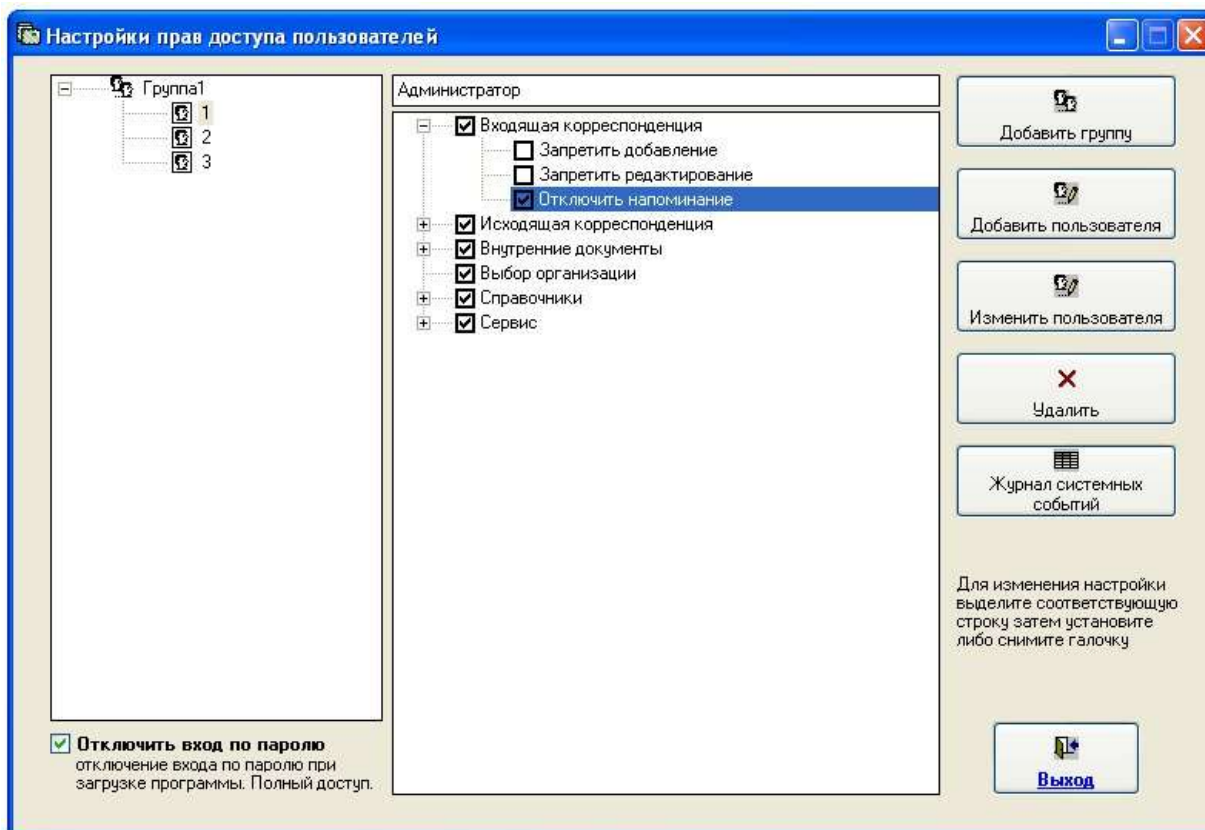 Настройки прав доступа пользователей
Группа1
1
2
3
Отключить вход по паролю
отключение входа по паролю при
загрузке программы. Полный доступ.
Администратор
Входящая корреспонденция
Запретить добавление
Запретить редактирование
Отключить напоминание
Исходящая корреспонденция
Внутренние документы
Выбор организации
Справочники
Сервис
Добавить группу
Добавить пользователя
Изменить пользователя
Удалить
Журнал системных
событий
Для изменения настройки
выделите соответствующую
строку затем установите
либо снимите галочку
Выход